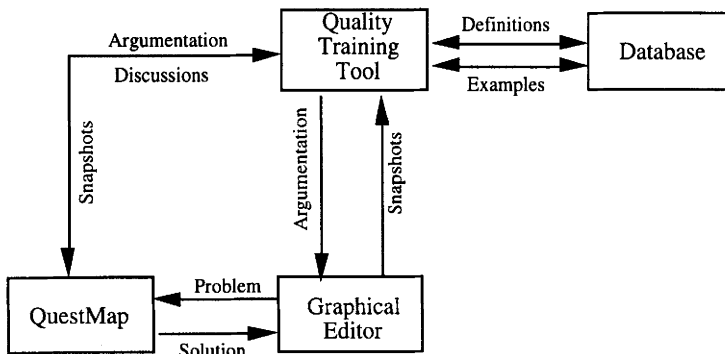 Quality
Training
Tool
Argumentation
Discussions
Definitions
Examples
Database
Snapshots
Argumentation
Snapshots
QuestMap
Problem
Solution
Graphical
Editor